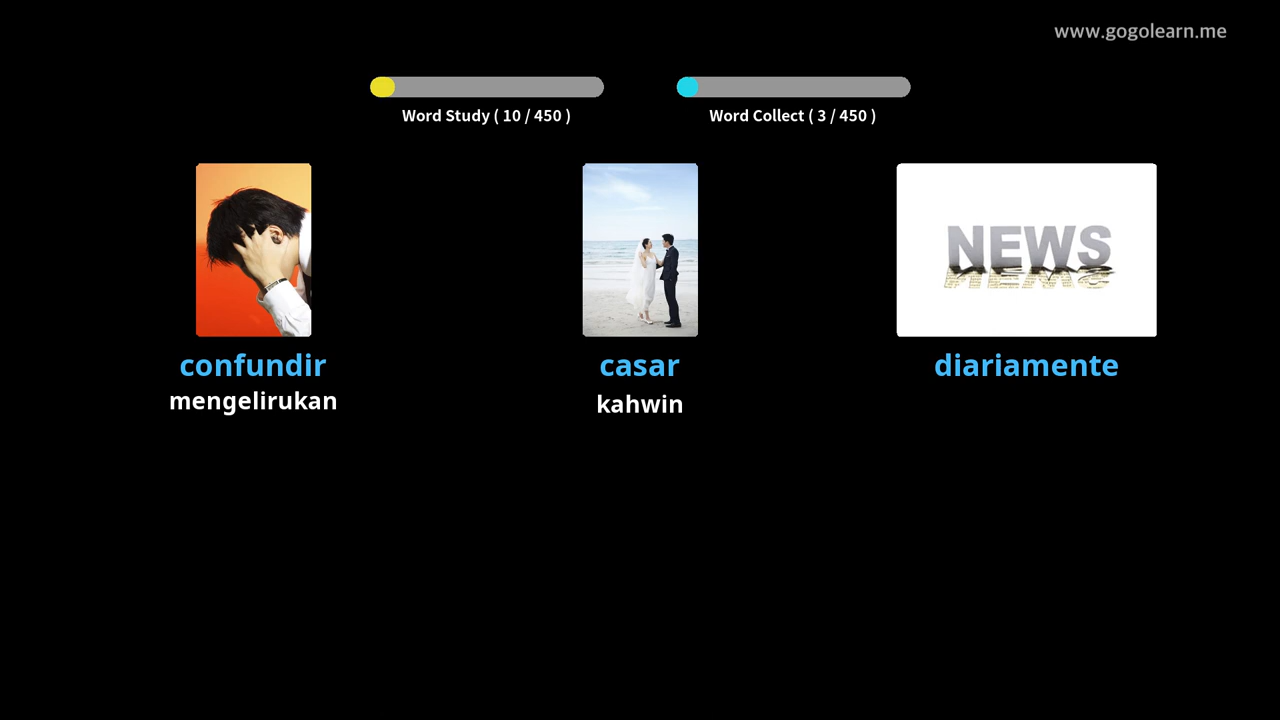 www.gogolearn.me
Word Study ( 10 / 450 )
Word Collect ( 3 / 450 )
NEWS
confundir
casar
diariamente
mengelirukan
kahwin